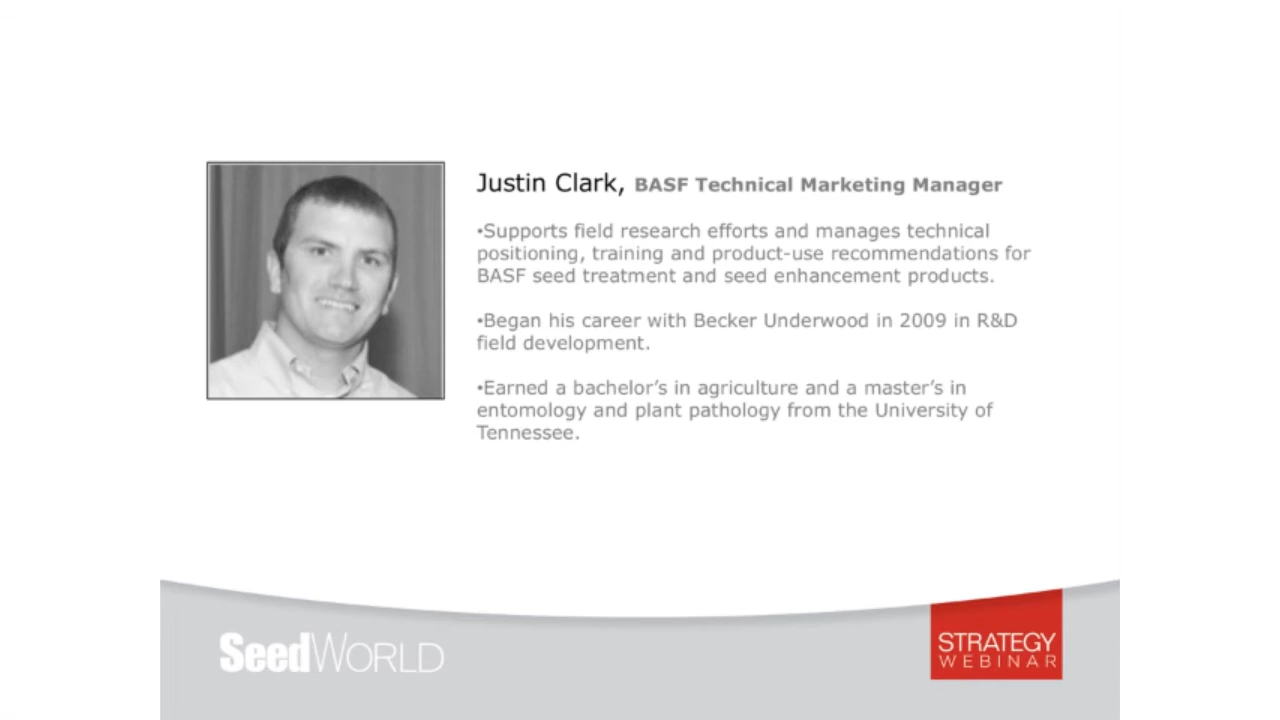 Justin Clark, BASF Technical Marketing Manager
•Supports field research efforts and manages technical
positioning, training and product-use recommendations for
BASF seed treatment and seed enhancement products.
•Began his career with Becker Underwood in 2009 in R&D
field development.
•Earned a bachelor’s in agriculture and a master’s in
entomology and plant pathology from the University of
Tennessee.
SeedWORLD
STRATEGY
WEBINAR